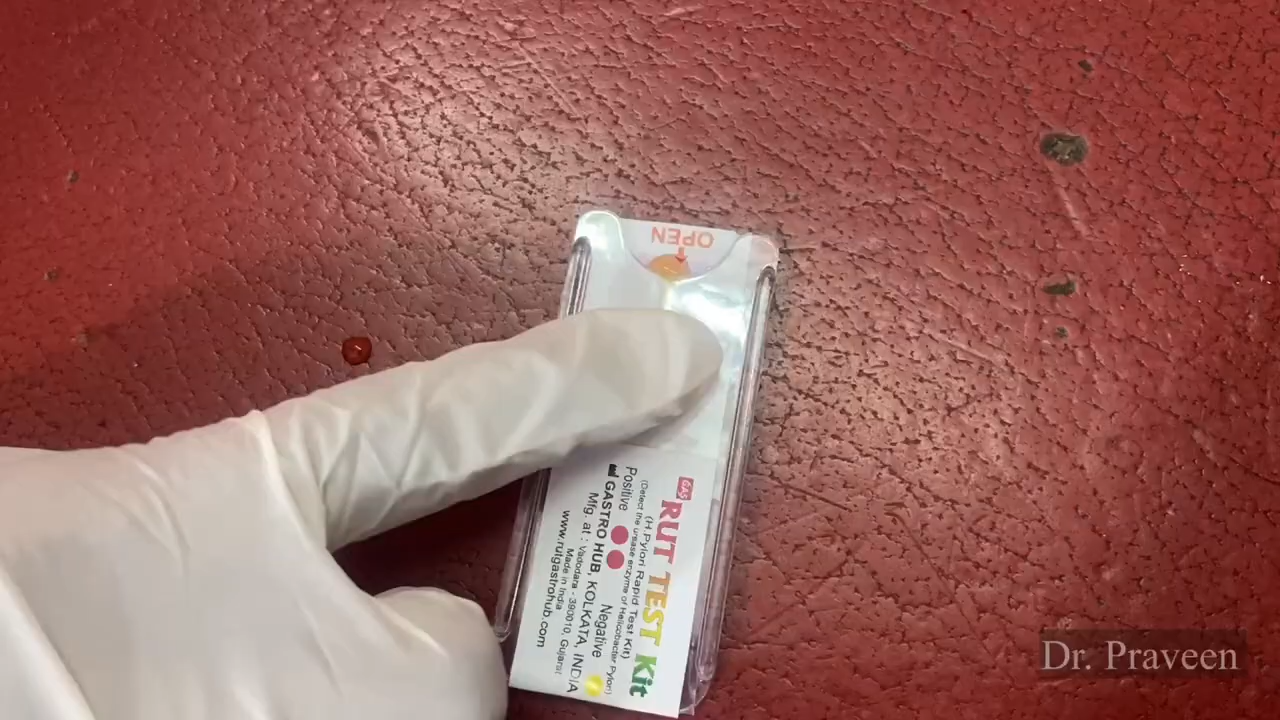 OPEN
GAS RUT TEST Kit
(H.Pylori Rapid Test Kit)
(Detect the urease enzyme of Helicobacter Pylori)
Positive Negative
GASTRO HUB, KOLKATA, INDIA
Mfg. at : Vadodara - 390010, Gujarat
Made in India
www.rutgastrohub.com
Dr. Praveen